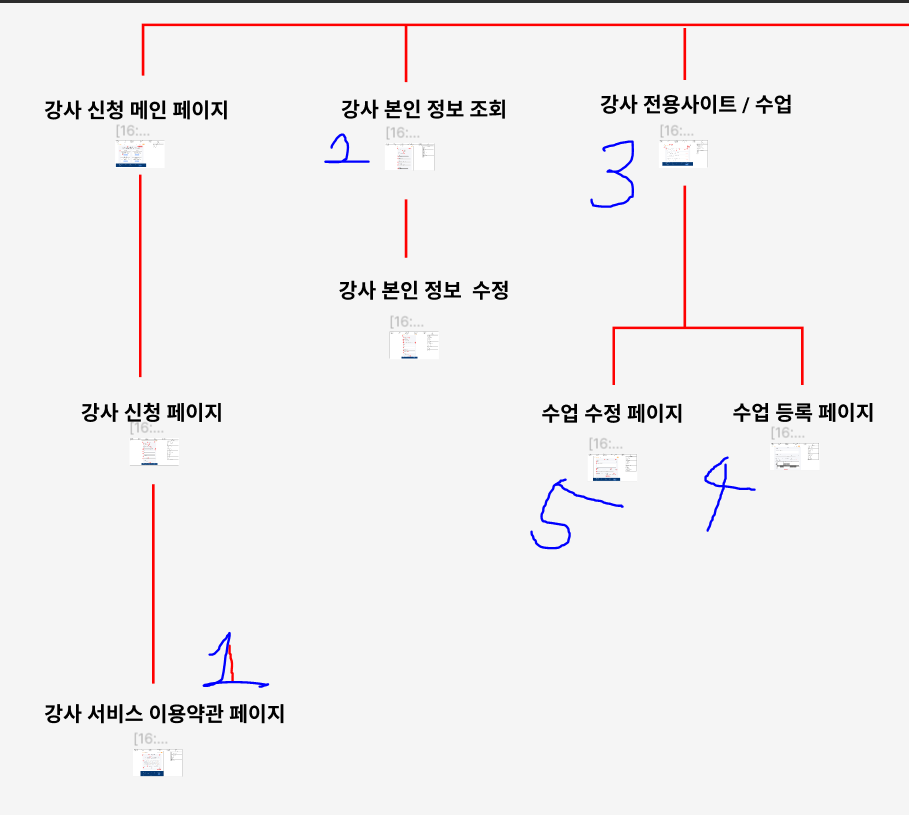 강사 신청 메인 페이지
[16:...
강사 본인 정보 조회
[16:...
2
강사 전용사이트 / 수업
[16:...
3
강사 본인 정보  수정
[16:...
강사 신청 페이지
[16:...
수업 수정 페이지
[16:...
5
수업 등록 페이지
[16:...
4
1
강사 서비스 이용약관 페이지
[16:...